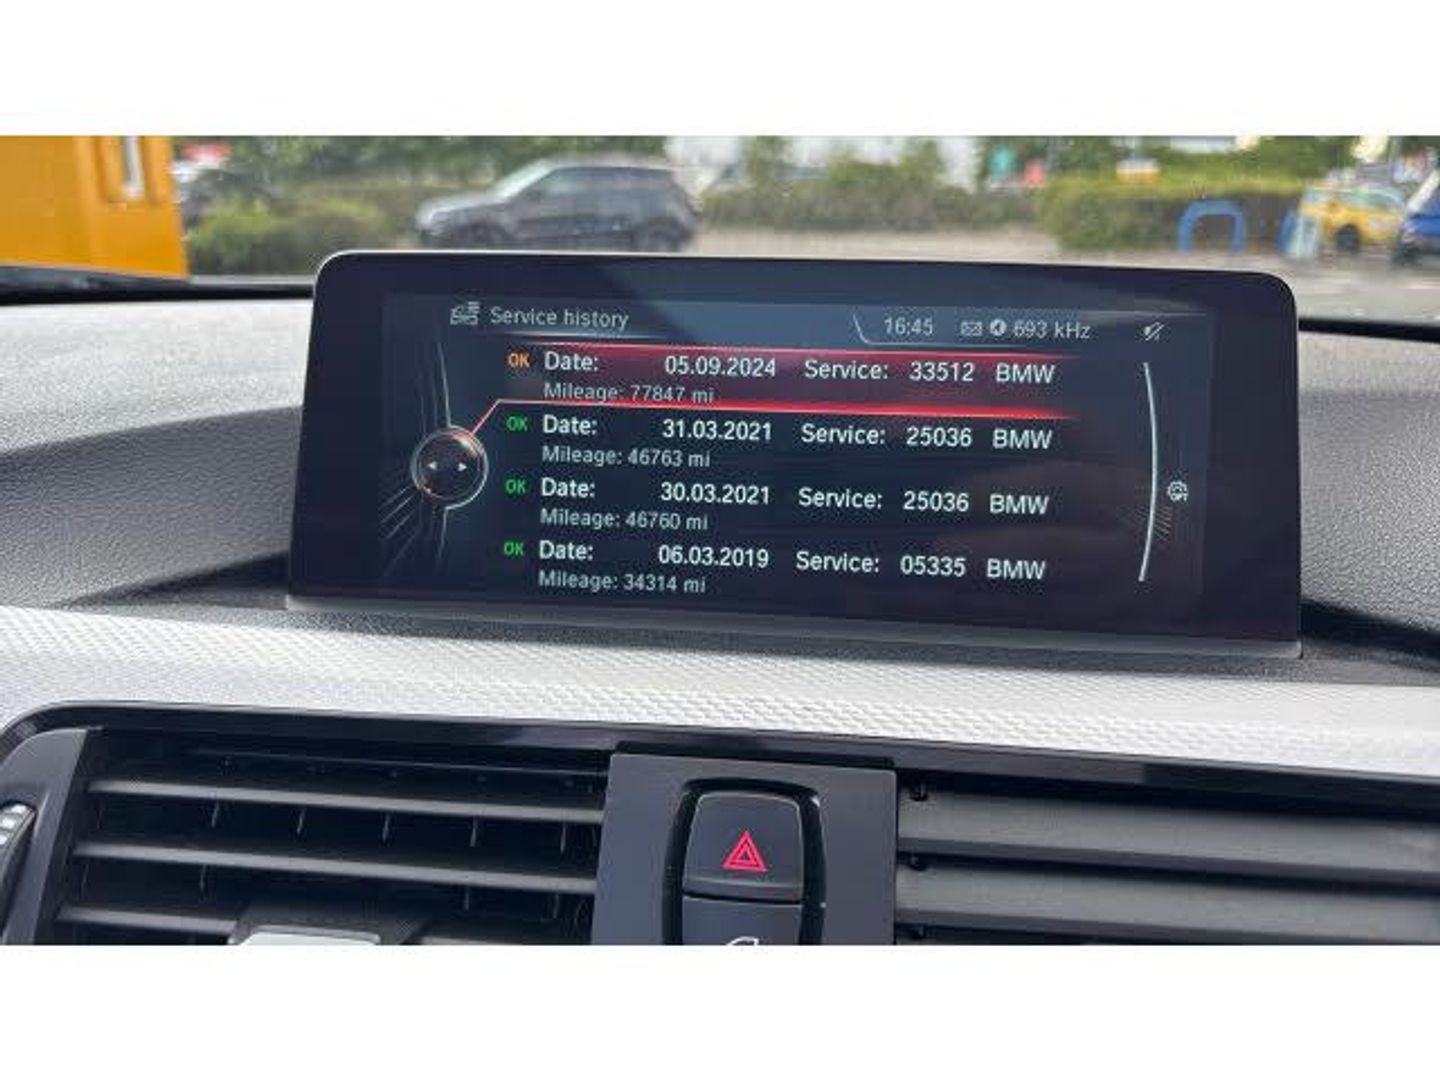 Service history 16:45 693 kHz
OK Date: 05.09.2024 Service: 33512 BMW
Mileage: 77847 mi
OK Date: 31.03.2021 Service: 25036 BMW
Mileage: 46763 mi
OK Date: 30.03.2021 Service: 25036 BMW
Mileage: 46760 mi
OK Date: 06.03.2019 Service: 05335 BMW
Mileage: 34314 mi